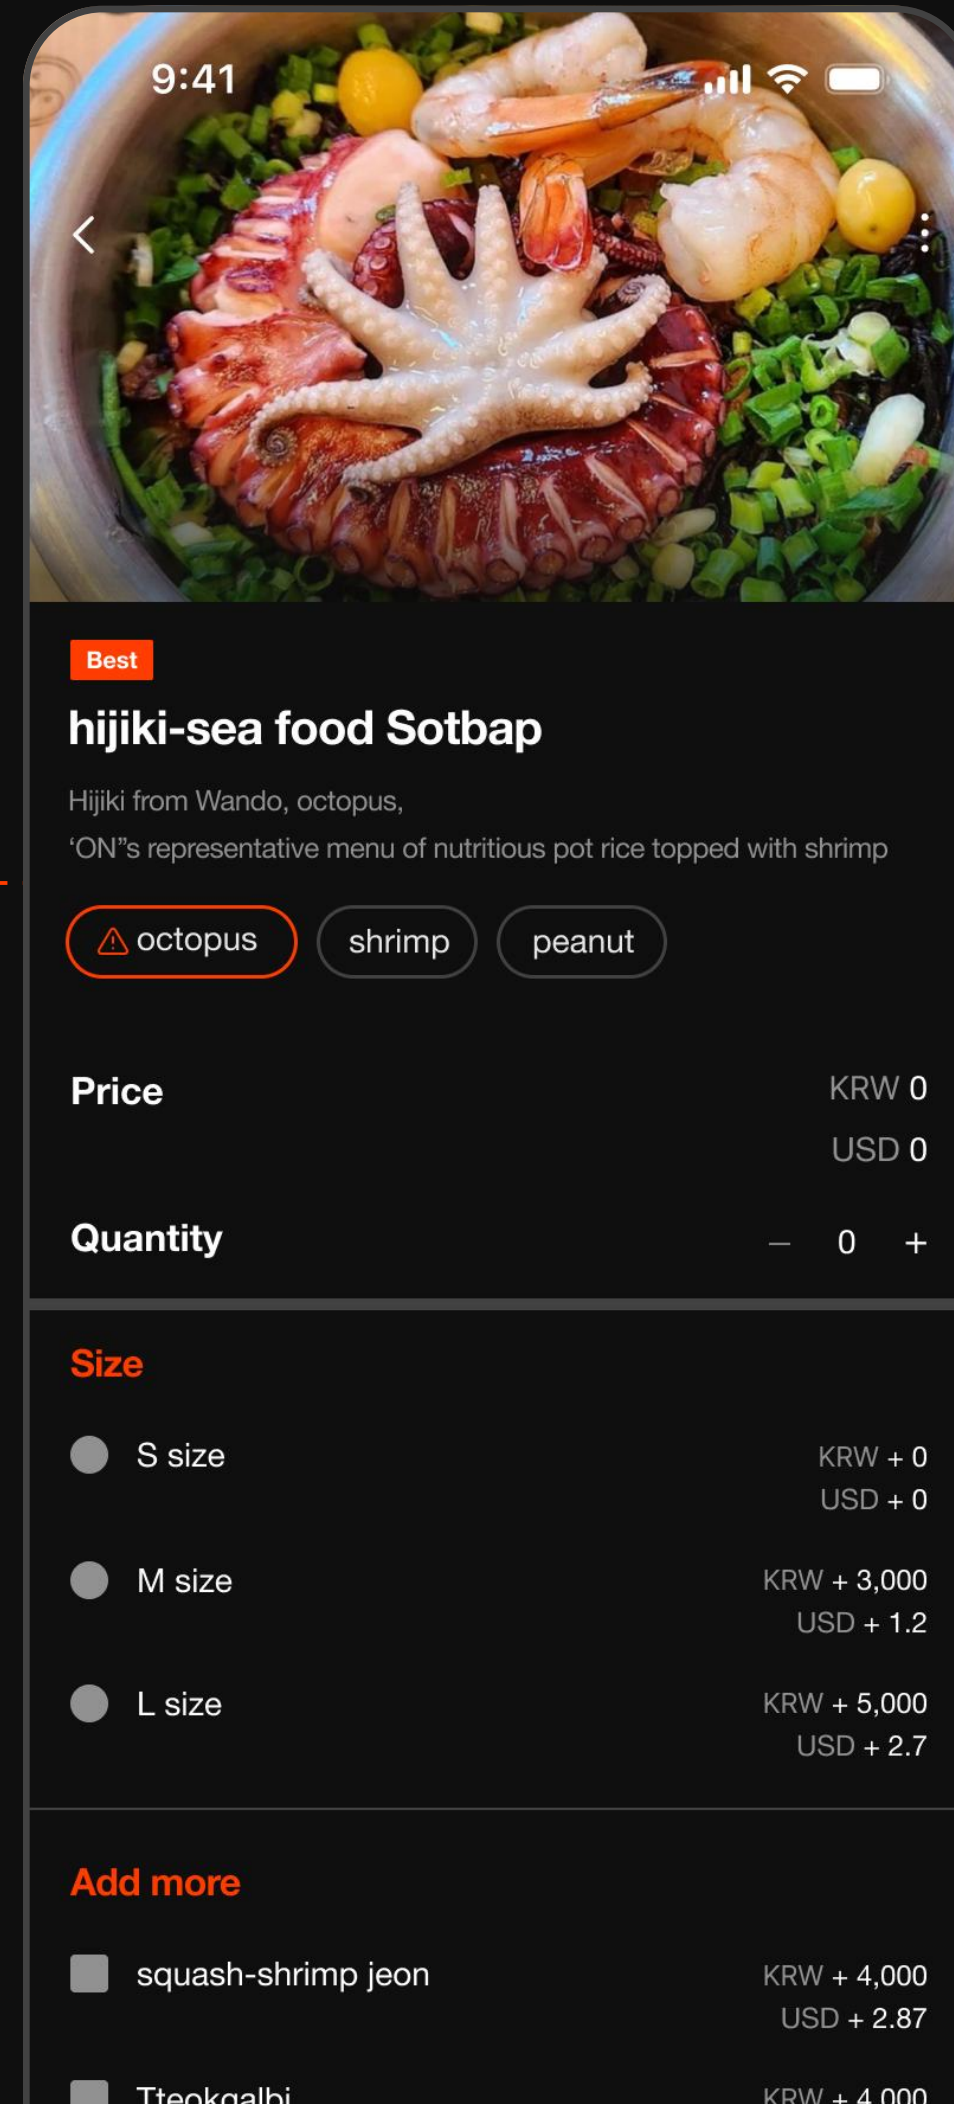 9:41
Best
hijiki-sea food Sotbap
Hijiki from Wando, octopus,
‘ON”s representative menu of nutritious pot rice topped with shrimp
octopus shrimp peanut
Price KRW 0
USD 0
Quantity – 0 +
Size
S size KRW + 0
USD + 0
M size KRW + 3,000
USD + 1.2
L size KRW + 5,000
USD + 2.7
Add more
squash-shrimp jeon KRW + 4,000
USD + 2.87
Tteokgalbi KRW + 4,000